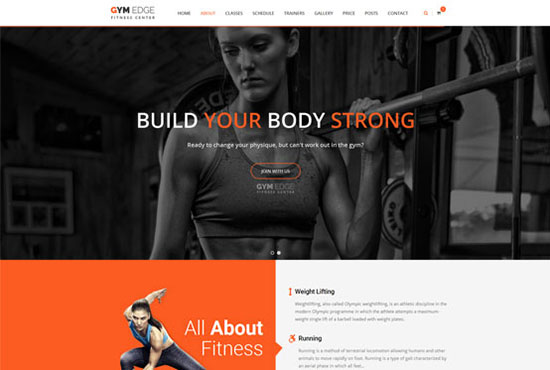 GYM EDGE
FITNESS CENTER
HOME ABOUT CLASSES SCHEDULE TRAINERS GALLERY PRICE POSTS CONTACT
BUILD YOUR BODY STRONG
Ready to change your physique, but can't work out in the gym?
JOIN WITH US
GYM EDGE
FITNESS CENTER
All About
Fitness
Weight Lifting
Weightlifting, also called Olympic weightlifting, is an athletic discipline in the
modern Olympic programme in which the athlete attempts a maximum-
weight single lift of a barbell loaded with weight plates.
Running
Running is a method of terrestrial locomotion allowing humans and other
animals to move rapidly on foot. Running is a type of gait characterized by
an aerial phase in which all feet...